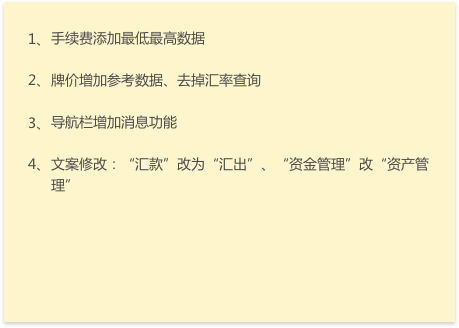 1、手续费添加最低最高数据
2、牌价增加参考数据、去掉汇率查询
3、导航栏增加消息功能
4、文案修改：“汇款”改为“汇出”、“资金管理”改“资产管
理”